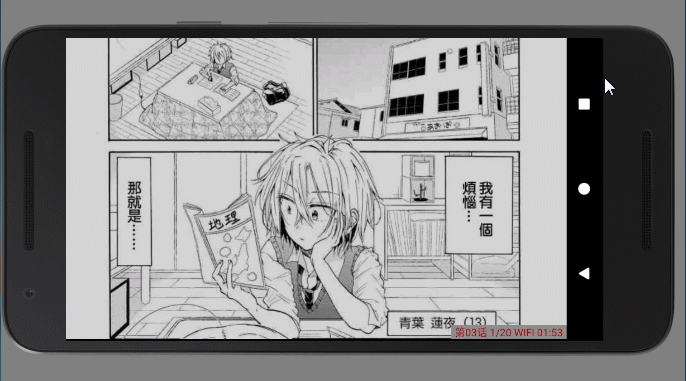 我有一個
煩惱…
那就是……
地理
青葉 蓮夜（13）
第03话 1/20 WIFI 01:53